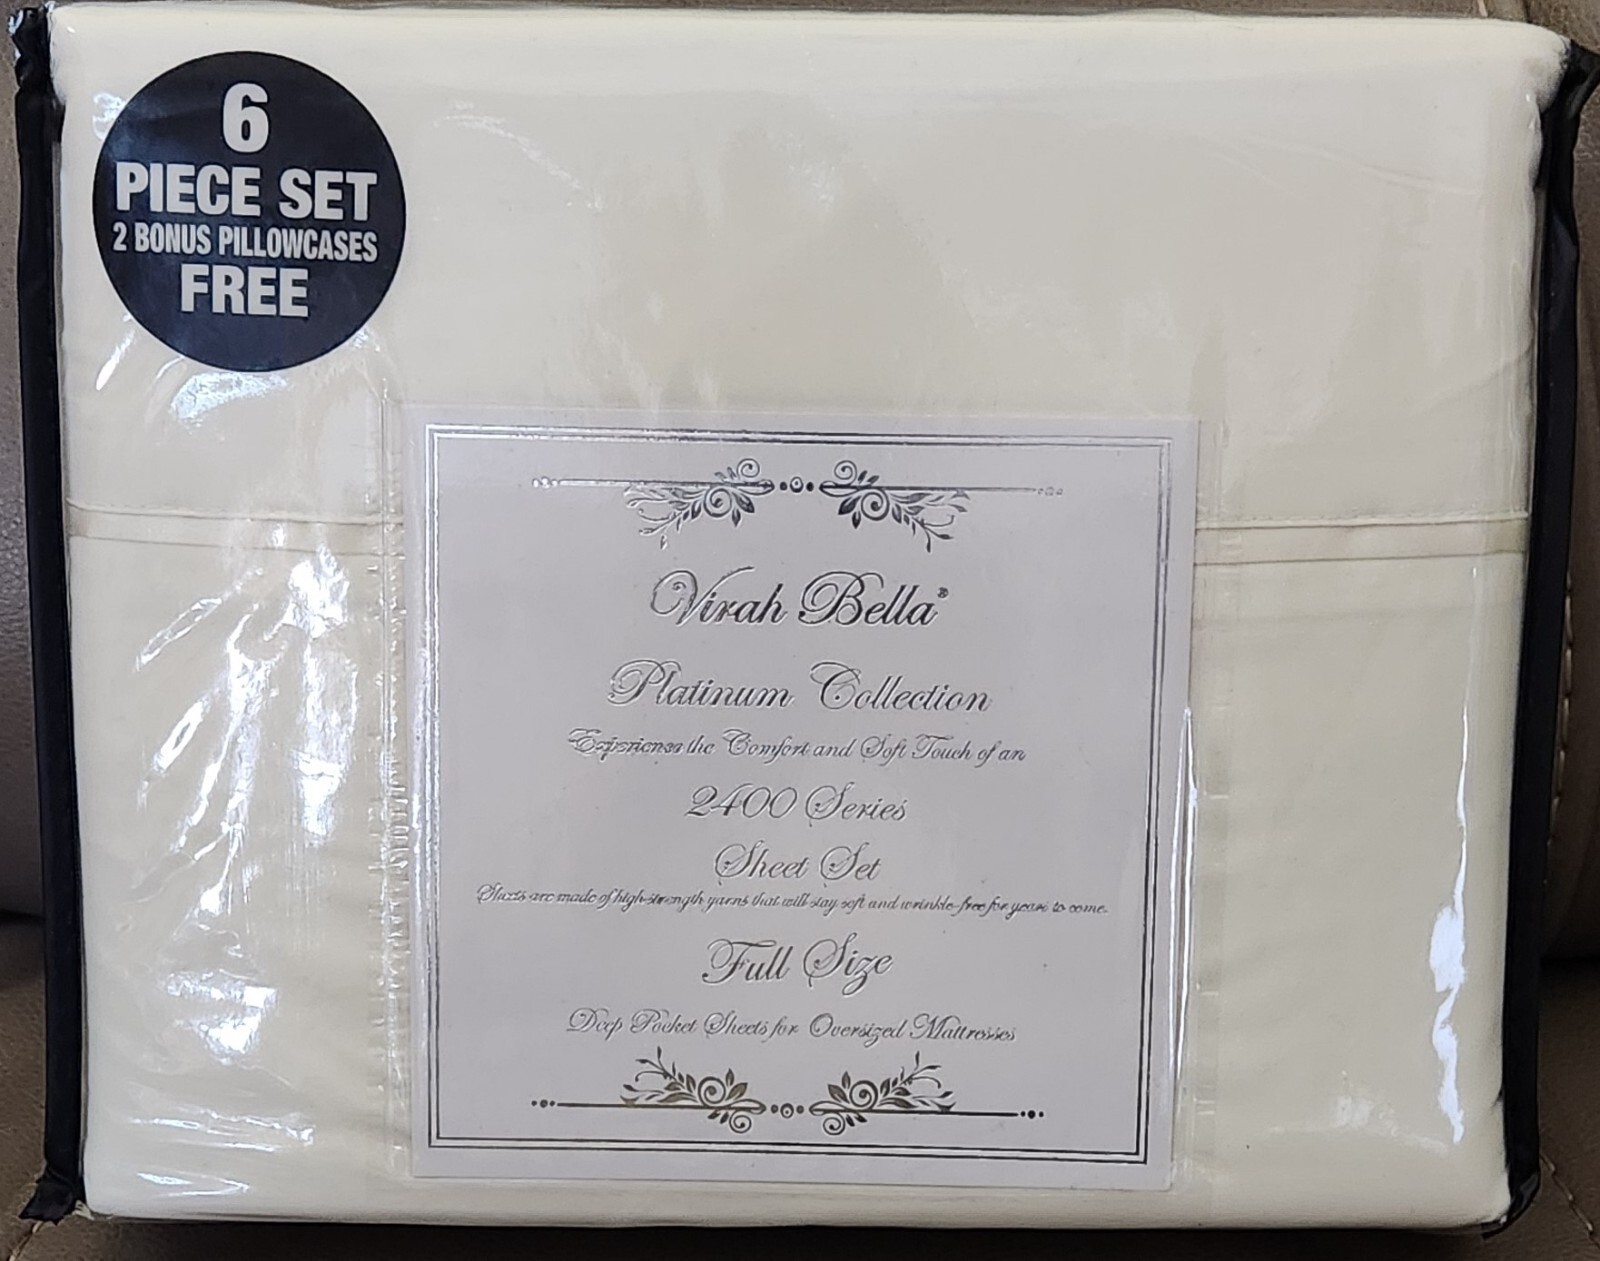 6
PIECE SET
2 BONUS PILLOWCASES
FREE
Virah Bella®
Platinum Collection
Experience the Comfort and Soft Touch of an
2400 Series
Sheet Set
Sheets are made of high-strength yarns that will stay soft and wrinkle-free for years to come.
Full Size
Deep Pocket Sheets for Oversized Mattresses